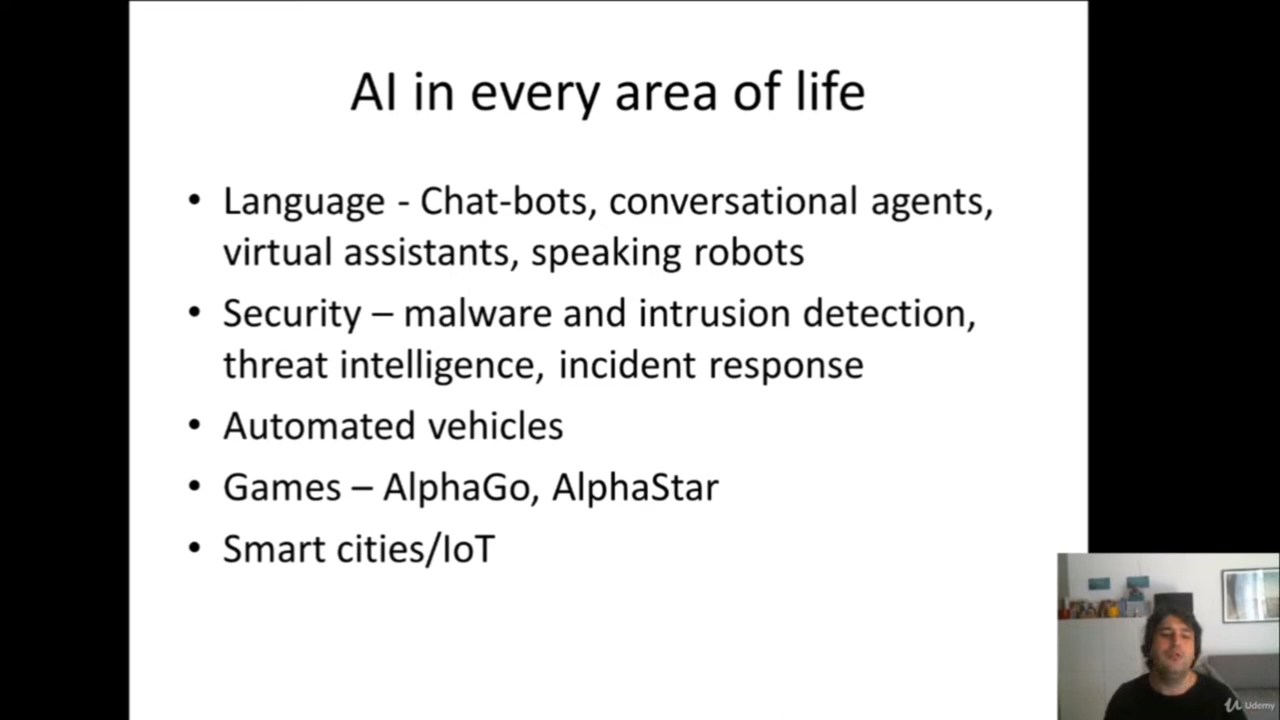 AI in every area of life
• Language - Chat-bots, conversational agents,
virtual assistants, speaking robots
• Security – malware and intrusion detection,
threat intelligence, incident response
• Automated vehicles
• Games – AlphaGo, AlphaStar
• Smart cities/IoT
Udemy